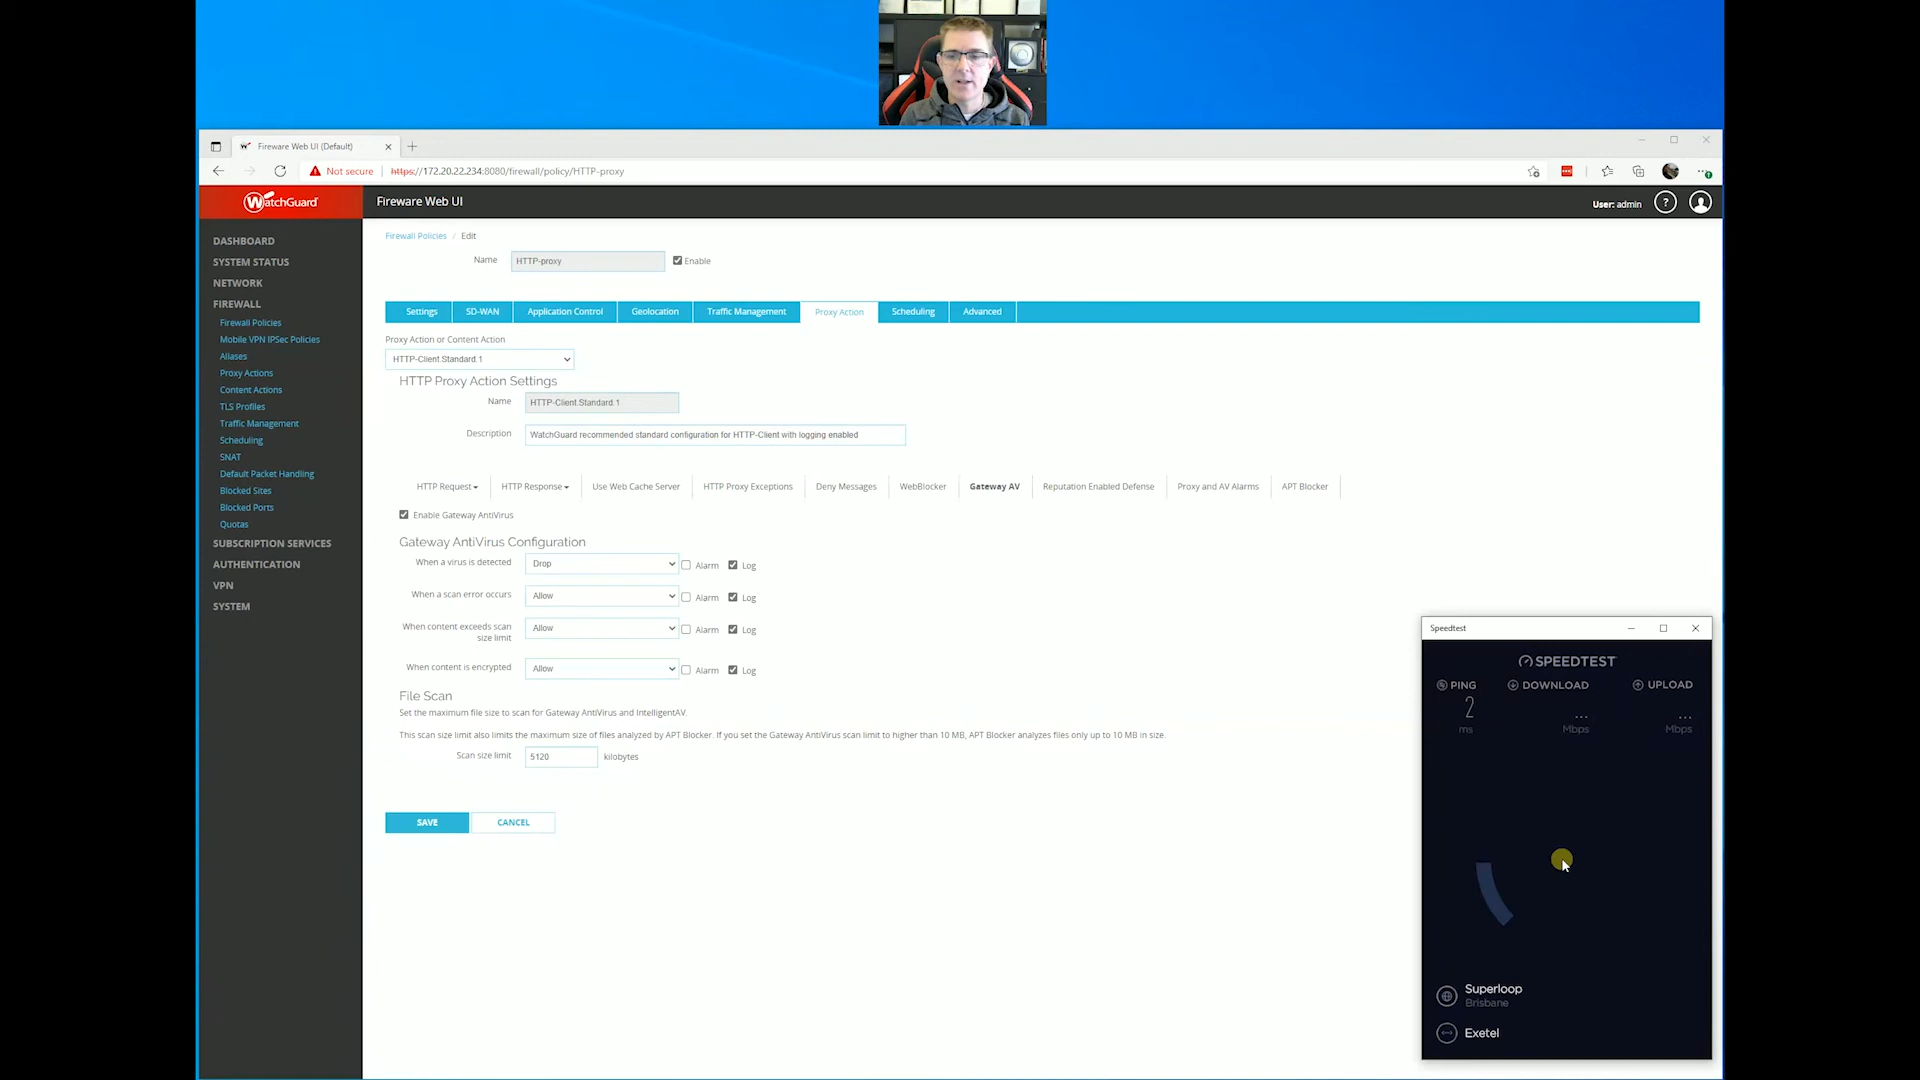 Fireware Web UI (Default)
Not secure
https://172.20.22.234:8080/firewall/policy/HTTP-proxy
WatchGuard
Fireware Web UI
User: admin
?
DASHBOARD
SYSTEM STATUS
NETWORK
FIREWALL
Firewall Policies
Mobile VPN IPSec Policies
Aliases
Proxy Actions
Content Actions
TLS Profiles
Traffic Management
Scheduling
SNAT
Default Packet Handling
Blocked Sites
Blocked Ports
Quotas
SUBSCRIPTION SERVICES
AUTHENTICATION
VPN
SYSTEM
Firewall Policies / Edit
Name HTTP-proxy Enable
Settings SD-WAN Application Control Geolocation Traffic Management Proxy Action Scheduling Advanced
Proxy Action or Content Action
HTTP-Client.Standard.1
HTTP Proxy Action Settings
Name HTTP-Client.Standard.1
Description WatchGuard recommended standard configuration for HTTP-Client with logging enabled
HTTP Request HTTP Response Use Web Cache Server HTTP Proxy Exceptions Deny Messages WebBlocker Gateway AV Reputation Enabled Defense Proxy and AV Alarms APT Blocker
Enable Gateway AntiVirus
Gateway AntiVirus Configuration
When a virus is detected Drop Alarm Log
When a scan error occurs Allow Alarm Log
When content exceeds scan
size limit Allow Alarm Log
When content is encrypted Allow Alarm Log
File Scan
Set the maximum file size to scan for Gateway AntiVirus and IntelligentAV.
This scan size limit also limits the maximum size of files analyzed by APT Blocker. If you set the Gateway AntiVirus scan limit to higher than 10 MB, APT Blocker analyzes files only up to 10 MB in size.
Scan size limit 5120 kilobytes
SAVE CANCEL
Speedtest
SPEEDTEST
PING DOWNLOAD UPLOAD
2 ... ...
ms Mbps Mbps
Superloop
Brisbane
Exetel